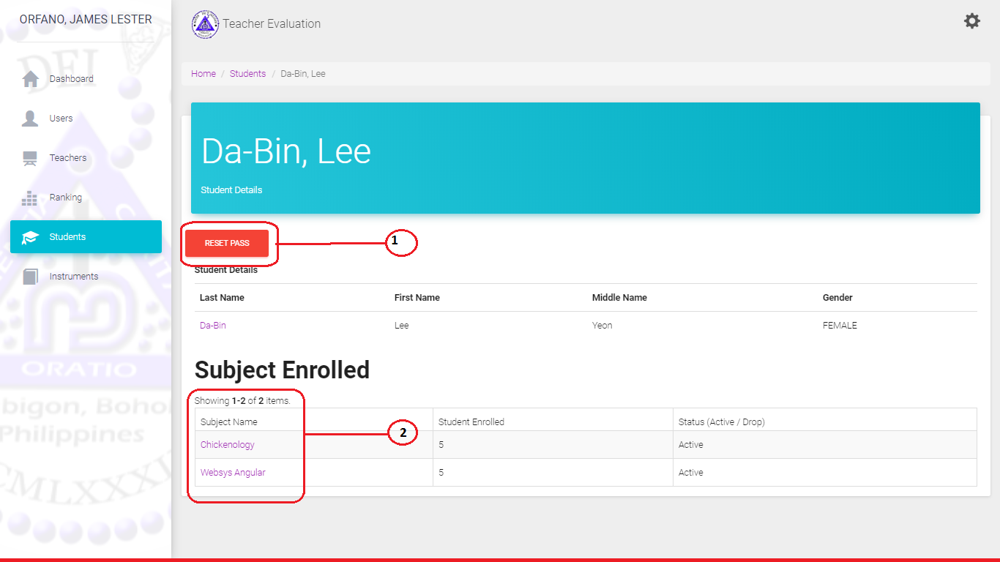 ORFANO, JAMES LESTER
Teacher Evaluation
Home / Students / Da-Bin, Lee
Dashboard
Users
Teachers
Ranking
Students
Instruments
DEI
ORATIO
bigon, Bohol
Philippines
CMLXXXI
Da-Bin, Lee
Student Details
RESET PASS
1
Student Details
Last Name First Name Middle Name Gender
Da-Bin Lee Yeon FEMALE
Subject Enrolled
Showing 1-2 of 2 items.
2
Subject Name Student Enrolled Status (Active / Drop)
Chickenology 5 Active
Websys Angular 5 Active